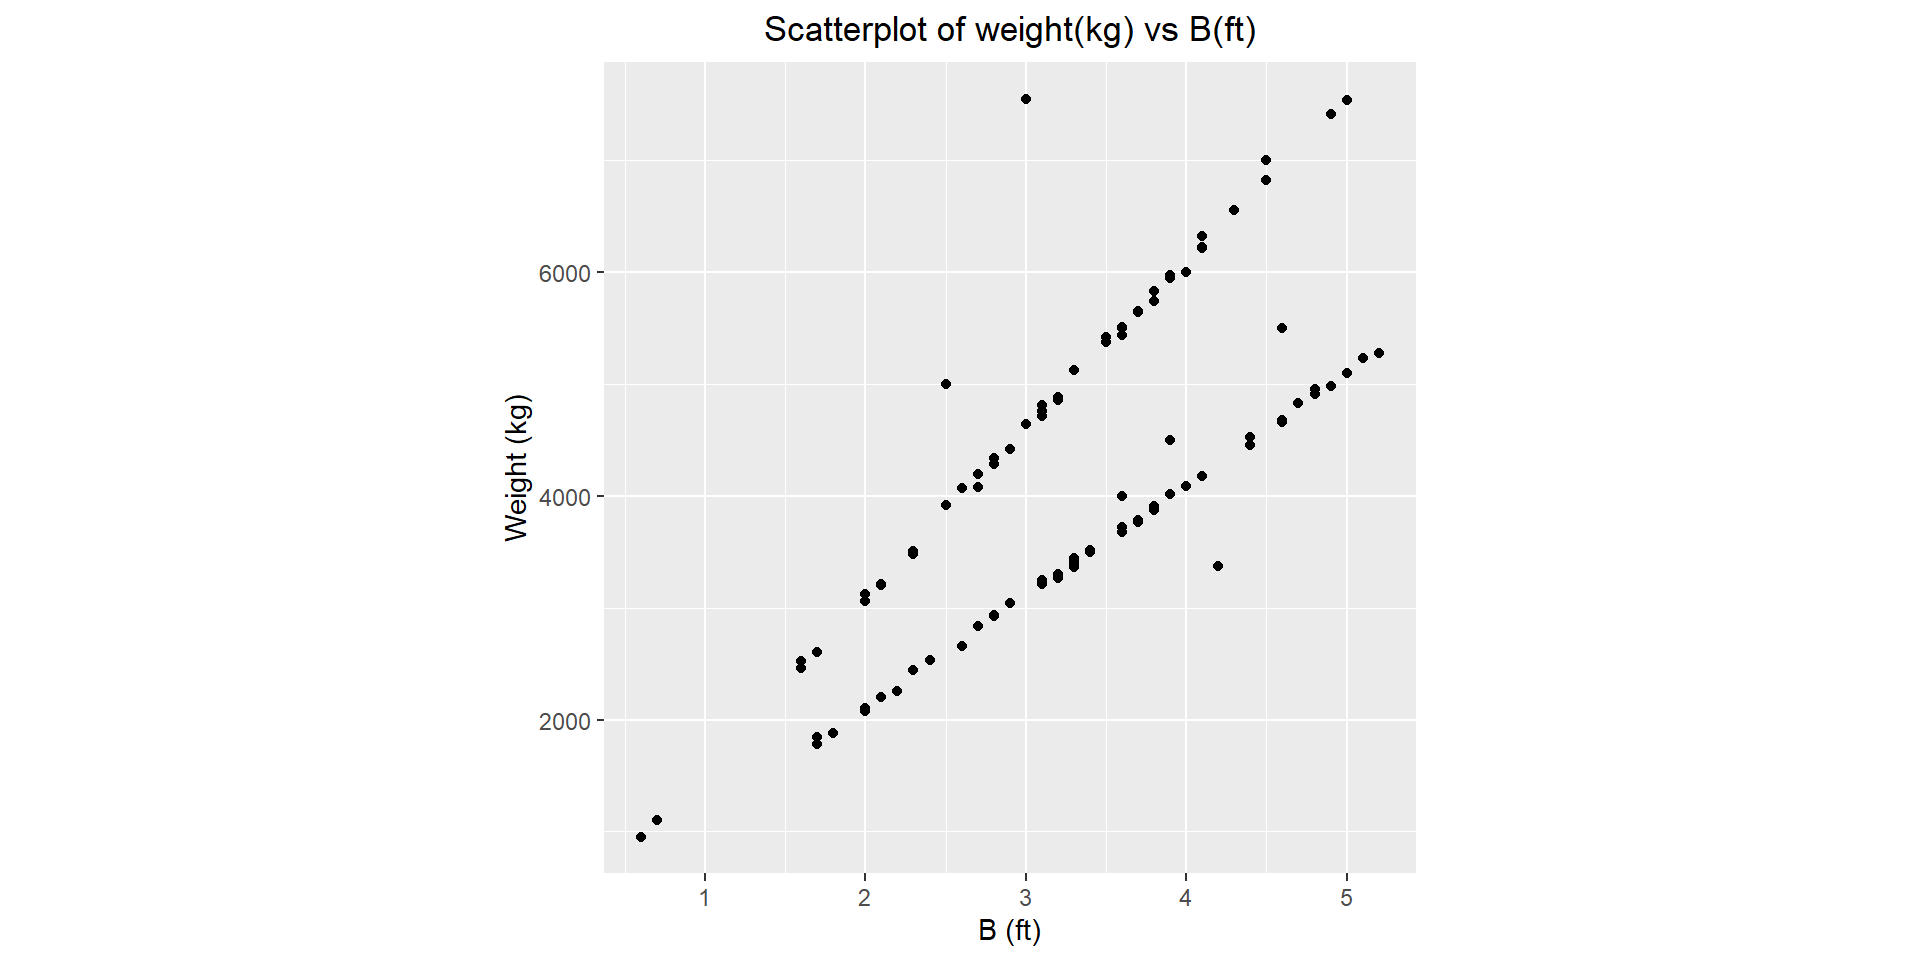 Scatterplot of weight(kg) vs B(ft)
Weight (kg)
6000
4000
2000
1 2 3 4 5
B (ft)